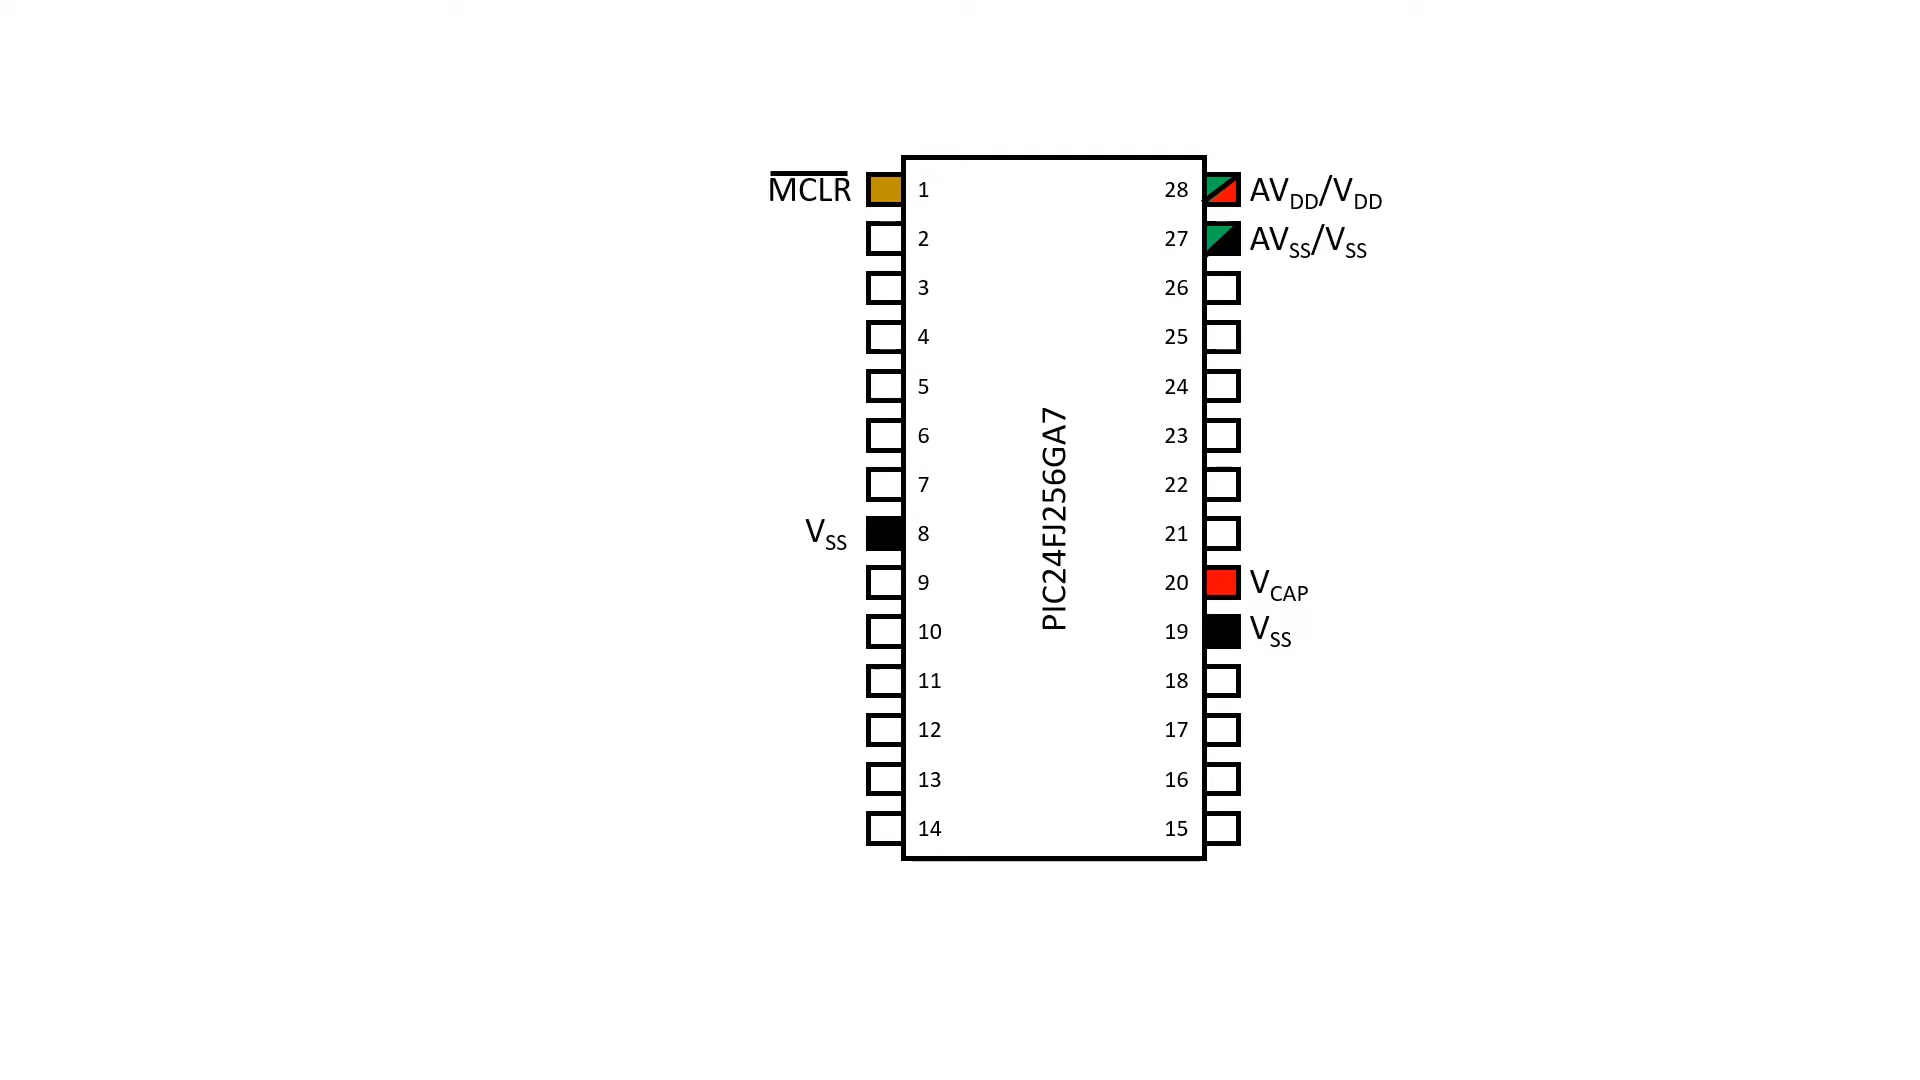 MCLR 1 28 AVDD/VDD
2 27 AVSS/VSS
3 26
4 25
5 24
6 23
7 22
VSS 8 21
9 20 VCAP
10 19 VSS
11 18
12 17
13 16
14 15
PIC24FJ256GA7